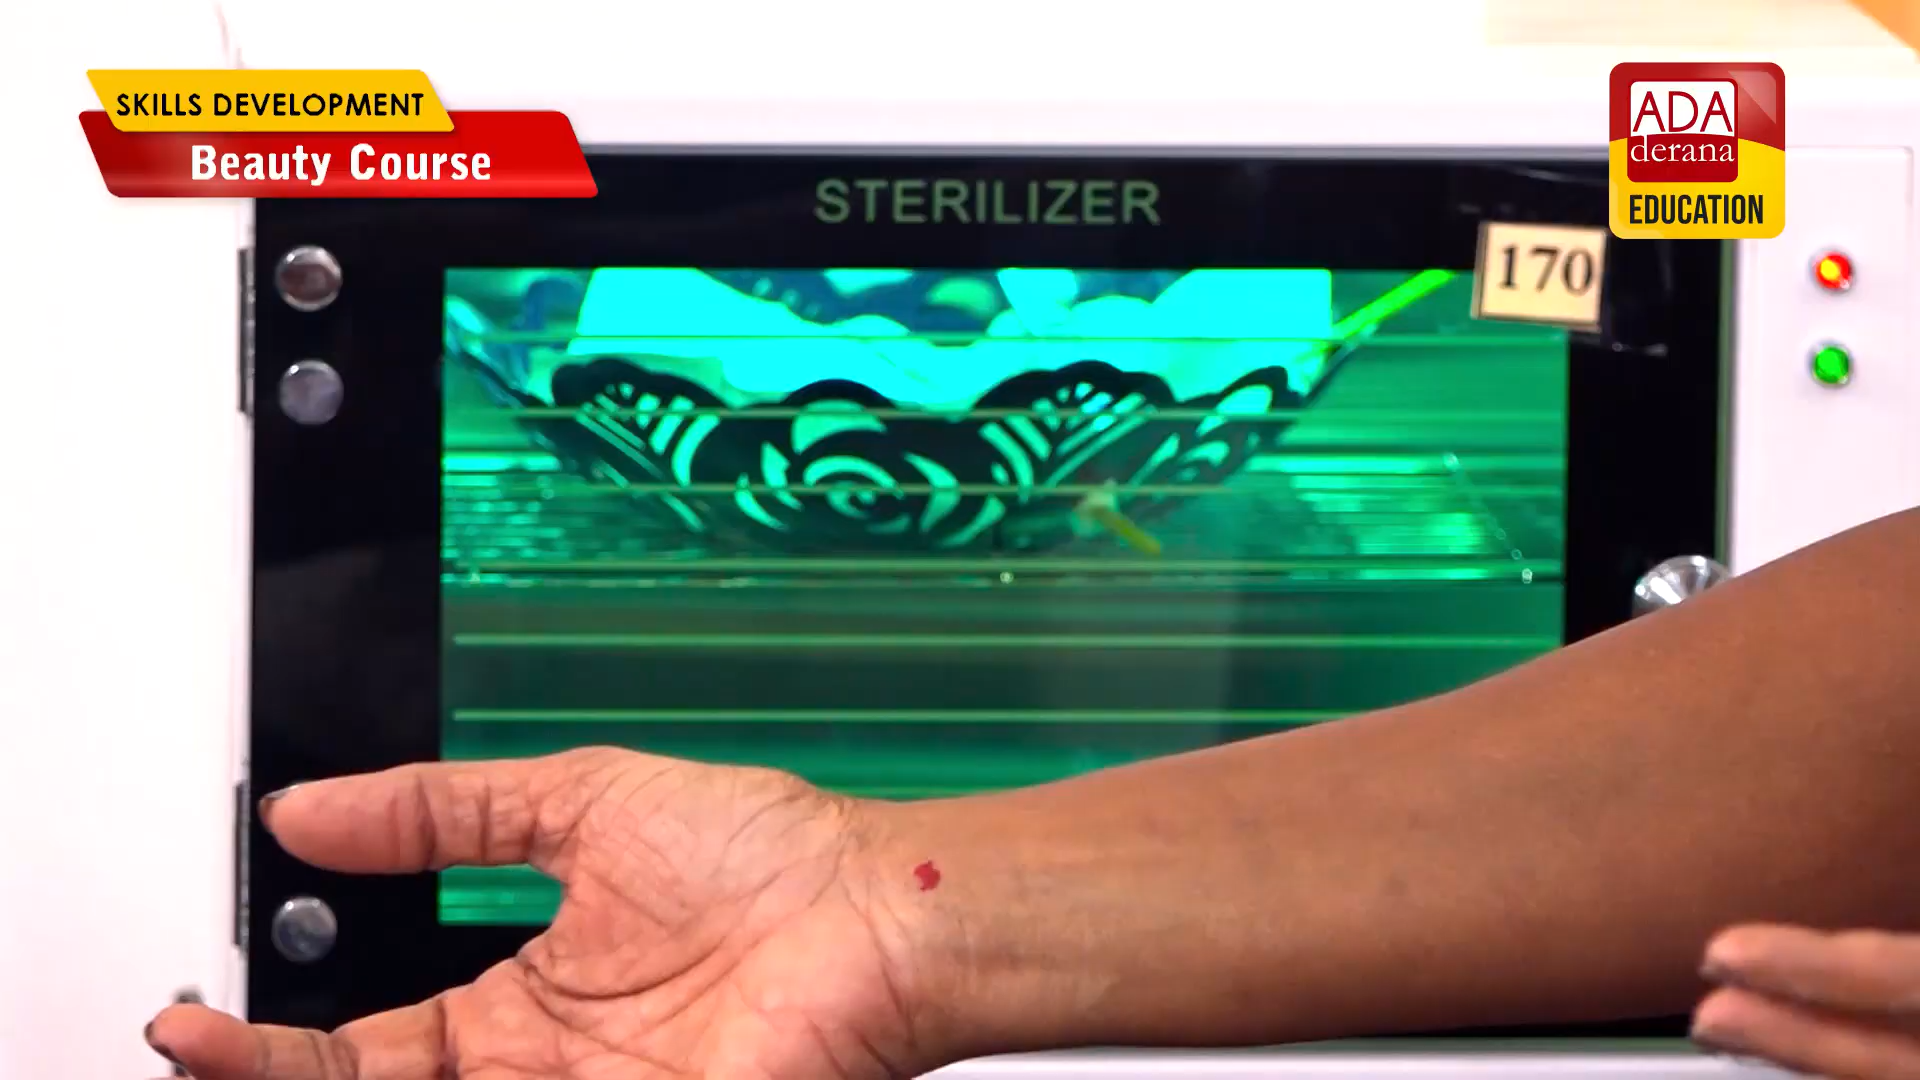 SKILLS DEVELOPMENT
Beauty Course
ADA
derana
EDUCATION
STERILIZER
170